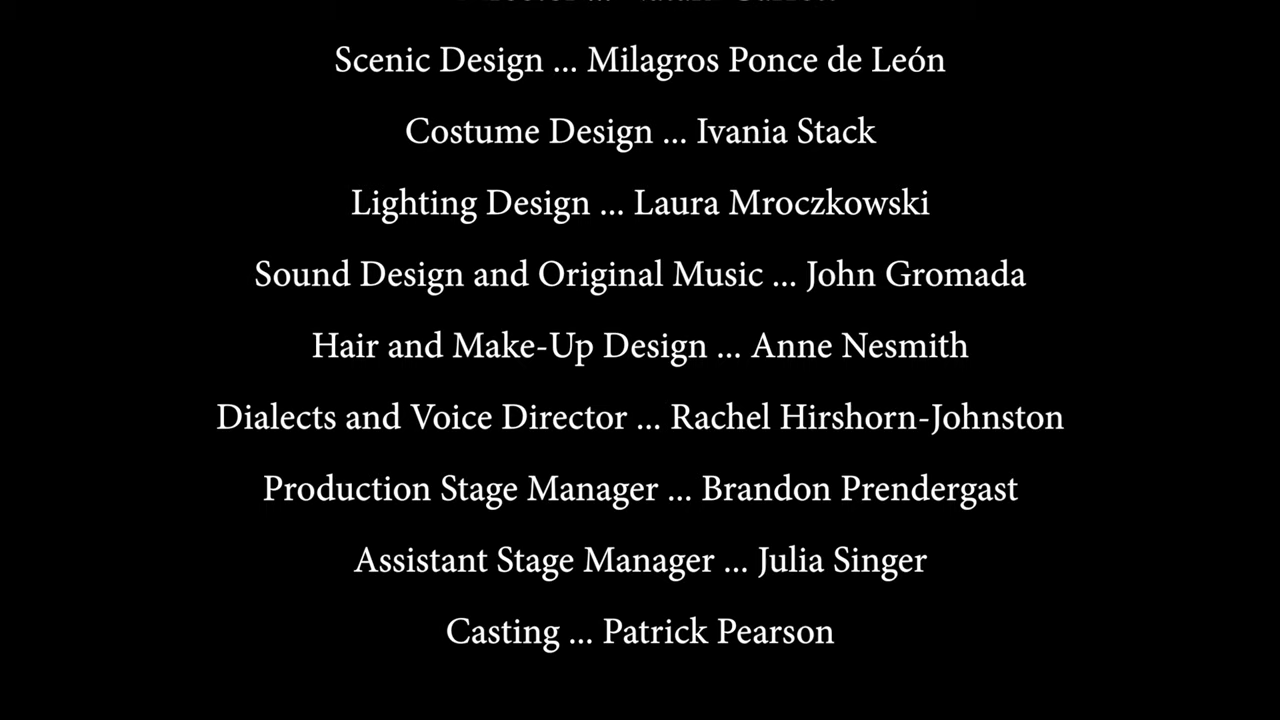 Scenic Design ... Milagros Ponce de León
Costume Design ... Ivania Stack
Lighting Design ... Laura Mroczkowski
Sound Design and Original Music ... John Gromada
Hair and Make-Up Design ... Anne Nesmith
Dialects and Voice Director ... Rachel Hirshorn-Johnston
Production Stage Manager ... Brandon Prendergast
Assistant Stage Manager ... Julia Singer
Casting ... Patrick Pearson